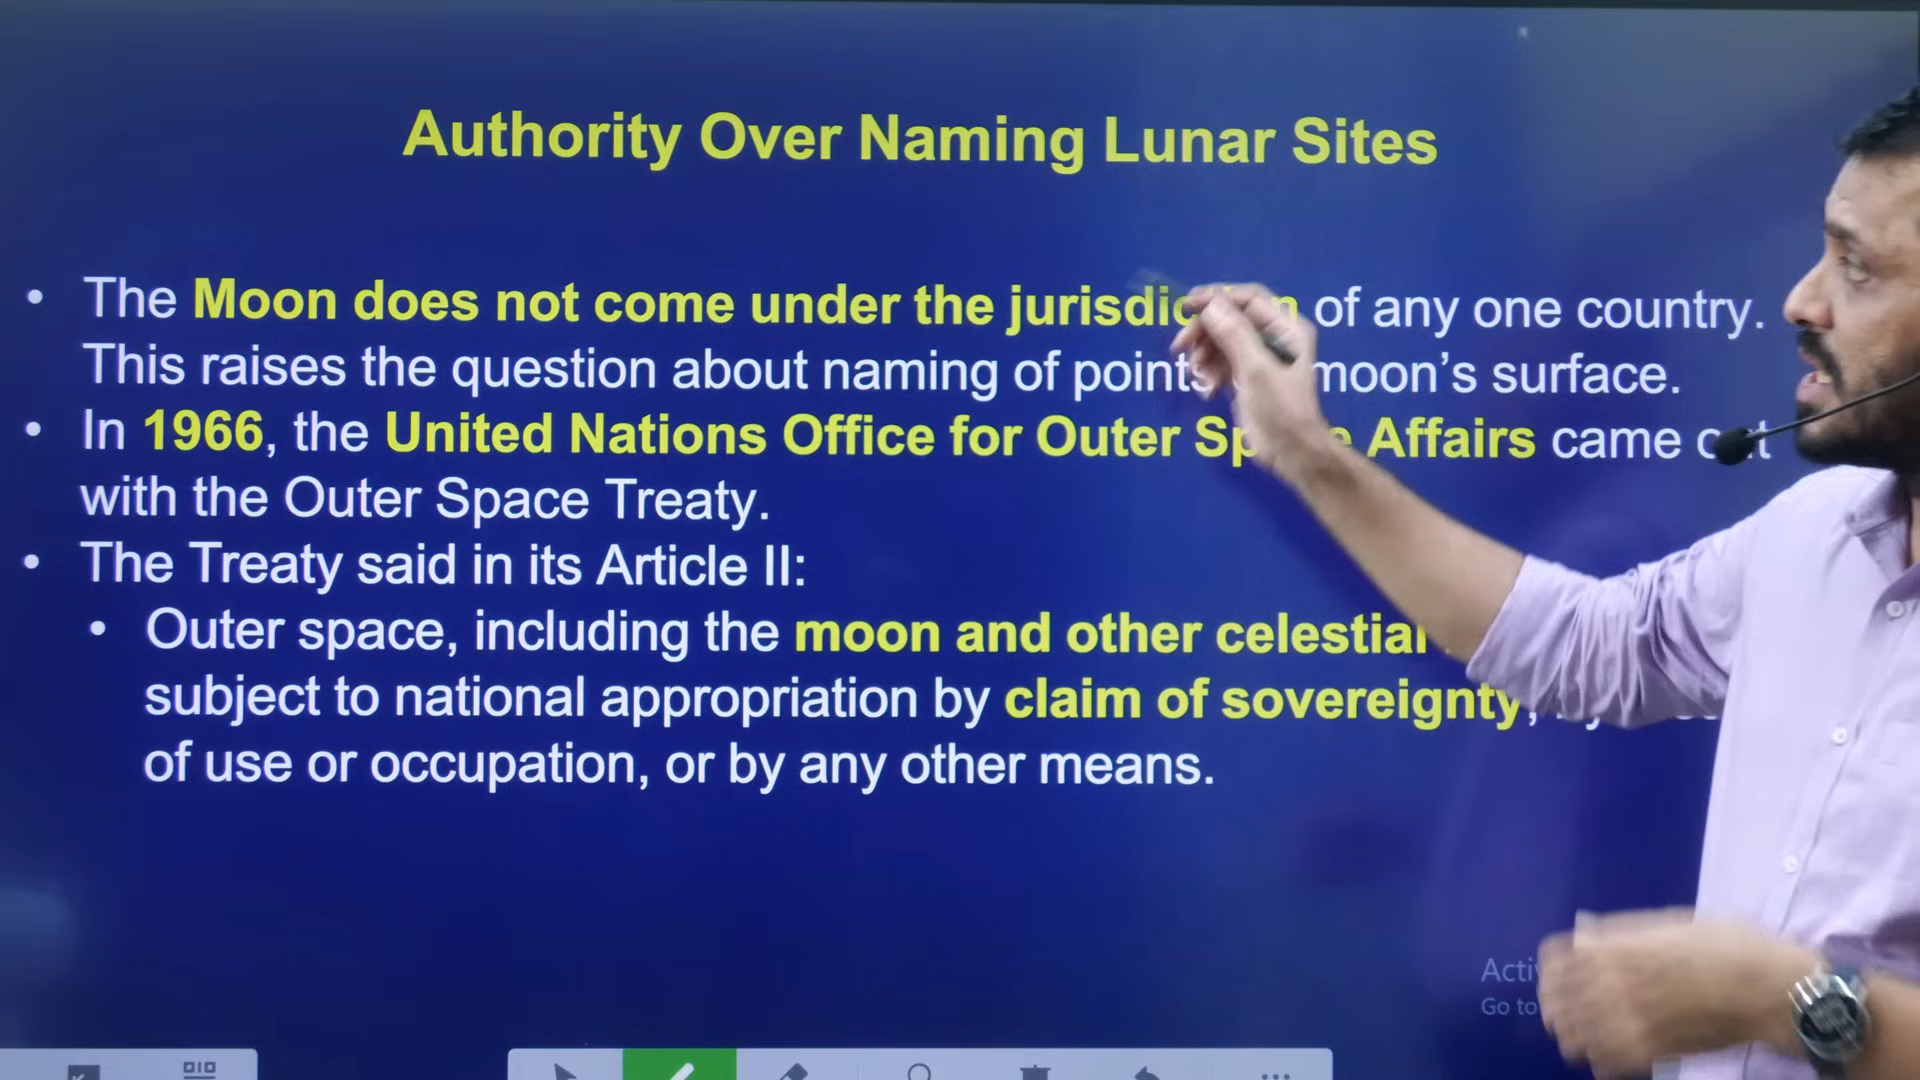 Authority Over Naming Lunar Sites
• The Moon does not come under the of any one country.
This raises the question about naming of points moon’s surface.
• In 1966, the United Nations Office for Outer Affairs came
with the Outer Space Treaty.
• The Treaty said in its Article II:
• Outer space, including the moon and other celestial
subject to national appropriation by claim of sovereignty,
of use or occupation, or by any other means.
Go to